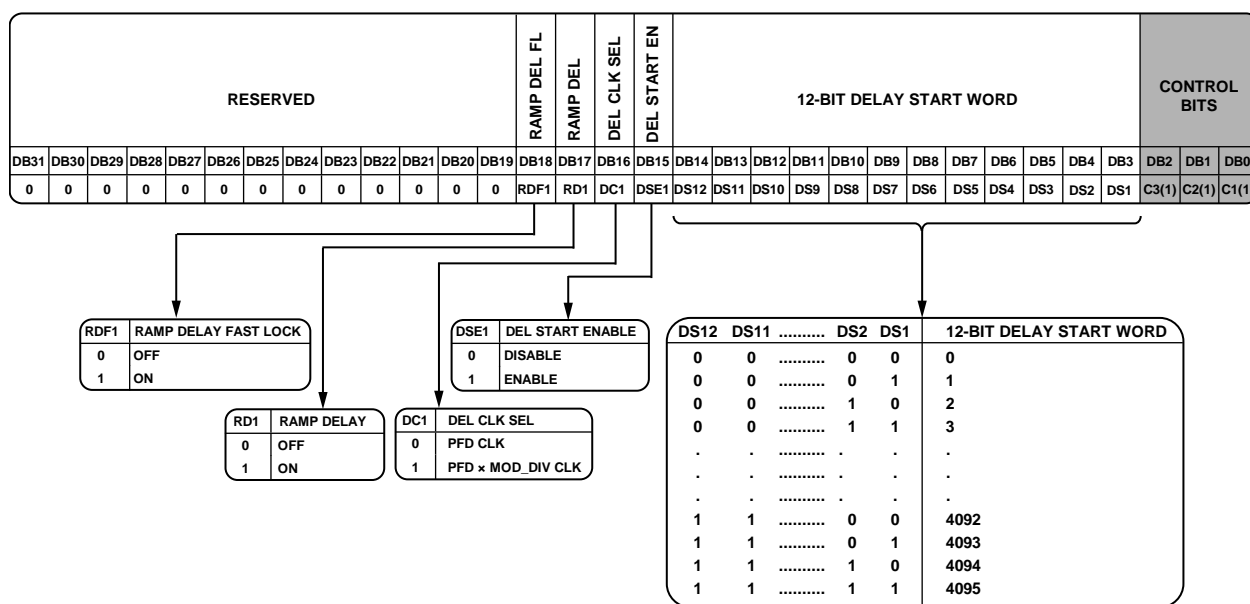 RESERVED
RAMP DEL FL
RAMP DEL
DEL CLK SEL
DEL START EN
12-BIT DELAY START WORD
CONTROL
BITS
DB31 DB30 DB29 DB28 DB27 DB26 DB25 DB24 DB23 DB22 DB21 DB20 DB19 DB18 DB17 DB16 DB15 DB14 DB13 DB12 DB11 DB10 DB9 DB8 DB7 DB6 DB5 DB4 DB3 DB2 DB1 DB0
0 0 0 0 0 0 0 0 0 0 0 0 0 RDF1 RD1 DC1 DSE1 DS12 DS11 DS10 DS9 DS8 DS7 DS6 DS5 DS4 DS3 DS2 DS1 C3(1) C2(1) C1(1
RDF1 RAMP DELAY FAST LOCK
0 OFF
1 ON
RD1 RAMP DELAY
0 OFF
1 ON
DC1 DEL CLK SEL
0 PFD CLK
1 PFD × MOD_DIV CLK
DSE1 DEL START ENABLE
0 DISABLE
1 ENABLE
DS12 DS11 .......... DS2 DS1 12-BIT DELAY START WORD
0 0 .......... 0 0 0
0 0 .......... 0 1 1
0 0 .......... 1 0 2
0 0 .......... 1 1 3
. . .......... . . .
. . .......... . . .
. . .......... . . .
1 1 .......... 0 0 4092
1 1 .......... 0 1 4093
1 1 .......... 1 0 4094
1 1 .......... 1 1 4095